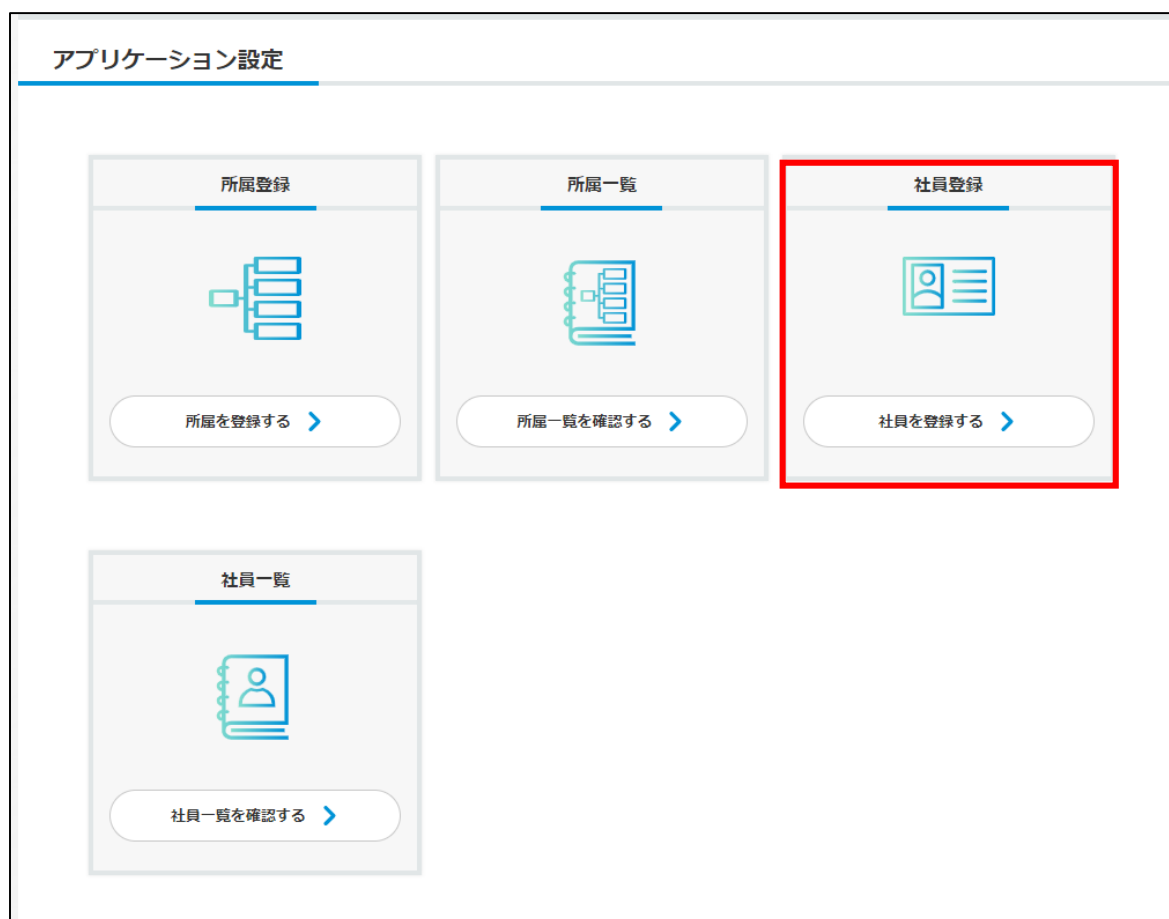 アプリケーション設定
所属登録
所属一覧
社員登録
所属を登録する
所属一覧を確認する
社員を登録する
社員一覧
社員一覧を確認する